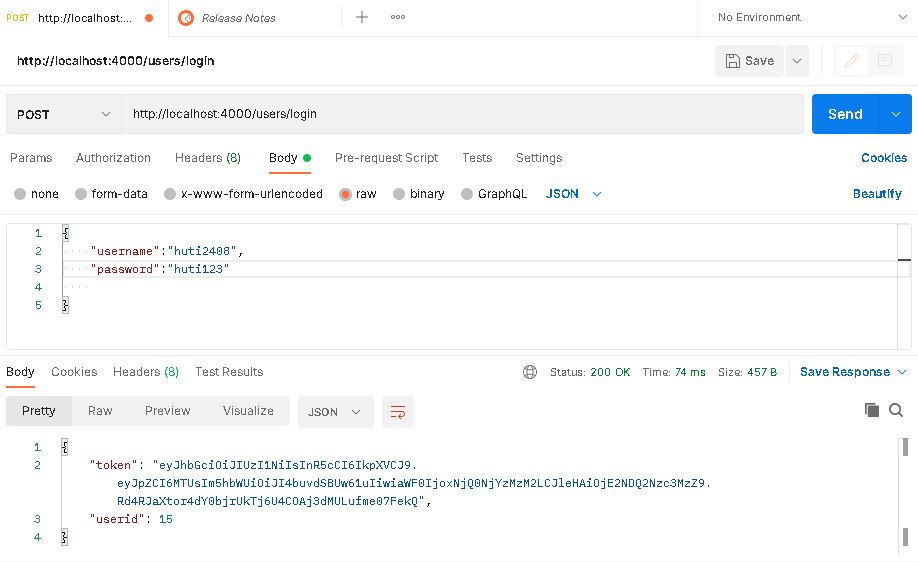 POST http://localhost:... Release Notes No Environment
http://localhost:4000/users/login Save
POST http://localhost:4000/users/login Send
Params Authorization Headers (8) Body Pre-request Script Tests Settings Cookies
none form-data x-www-form-urlencoded raw binary GraphQL JSON Beautify
1 {
2 "username":"huti2408",
3 "password":"huti123"
4
5 }
Body Cookies Headers (8) Test Results Status: 200 OK Time: 74 ms Size: 457 B Save Response
Pretty Raw Preview Visualize JSON
1 {
2 "token": "eyJhbGciOiJIUzI1NiIsInR5cCI6IkpXVCJ9.
eyJpZCI6MTUsIm5hbWUiOiJI4buvdSBUw61uIiwiaWF0IjoxNjQ0NjYzMzM2LCJleHAiOjE2NDQ2Nzc3MzZ9.
Rd4RJaXtor4dY0bjrUkTj6U4COAj3dMULufme07FekQ",
3 "userid": 15
4 }